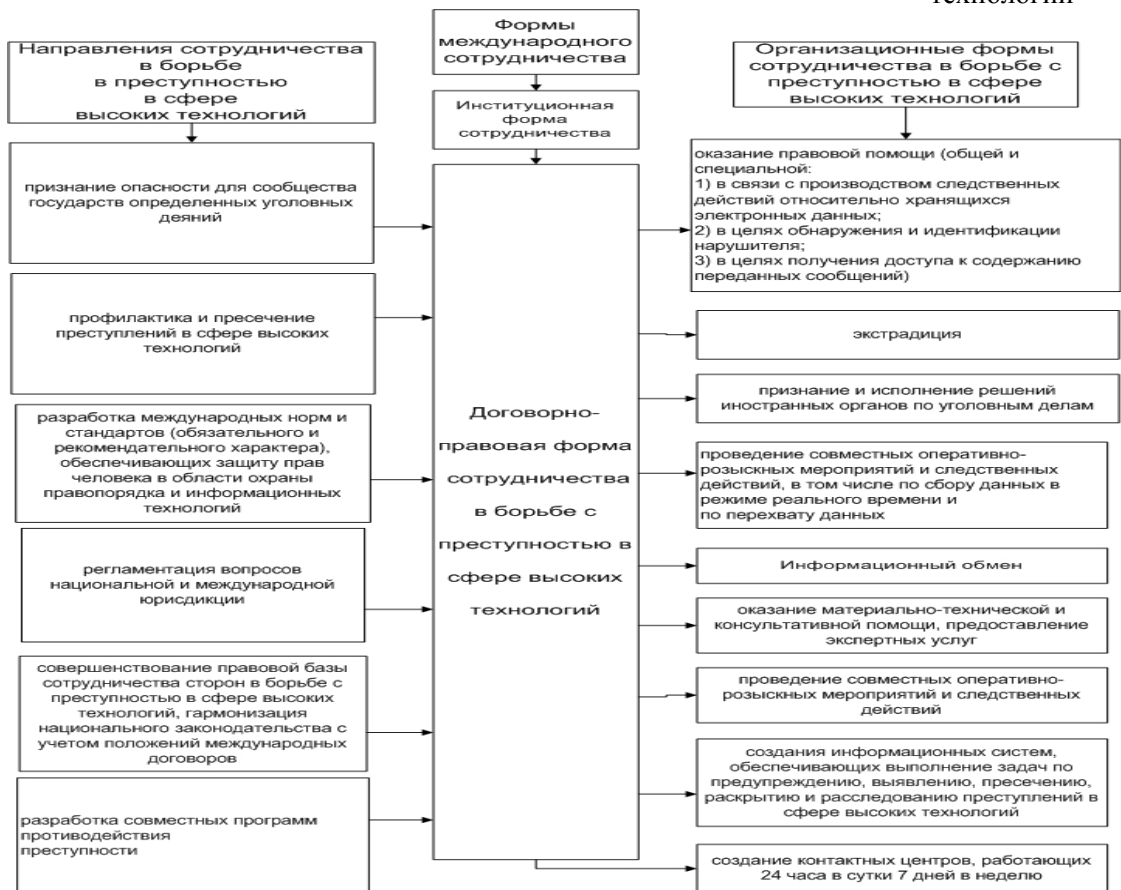 Формы
международного
сотрудничества
Институционная
форма
сотрудничества
Направления сотрудничества
в борьбе
в преступностью
в сфере
высоких технологий
признание опасности для сообщества
государств определенных уголовных
деяний
профилактика и пресечение
преступлений в сфере высоких
технологий
разработка международных норм и
стандартов (обязательного и
рекомендательного характера),
обеспечивающих защиту прав
человека в области охраны
правопорядка и информационных
технологий
регламентация вопросов
национальной и международной
юрисдикции
совершенствование правовой базы
сотрудничества сторон в борьбе с
преступностью в сфере высоких
технологий, гармонизация
национального законодательства с
учетом положений международных
договоров
разработка совместных программ
противодействия
преступности
Договорно-
правовая форма
сотрудничества
в борьбе с
преступностью в
сфере высоких
технологий
Организационные формы
сотрудничества в борьбе с
преступностью в сфере
высоких технологий
оказание правовой помощи (общей и
специальной:
1) в связи с производством следственных
действий относительно хранящихся
электронных данных;
2) в целях обнаружения и идентификации
нарушителя;
3) в целях получения доступа к содержанию
переданных сообщений)
экстрадиция
признание и исполнение решений
иностранных органов по уголовным делам
проведение совместных оперативно-
розыскных мероприятий и следственных
действий, в том числе по сбору данных в
режиме реального времени и
по перехвату данных
Информационный обмен
оказание материально-технической и
консультативной помощи, предоставление
экспертных услуг
проведение совместных оперативно-
розыскных мероприятий и следственных
действий
создания информационных систем,
обеспечивающих выполнение задач по
предупреждению, выявлению, пресечению,
раскрытию и расследованию преступлений в
сфере высоких технологий
создание контактных центров, работающих
24 часа в сутки 7 дней в неделю